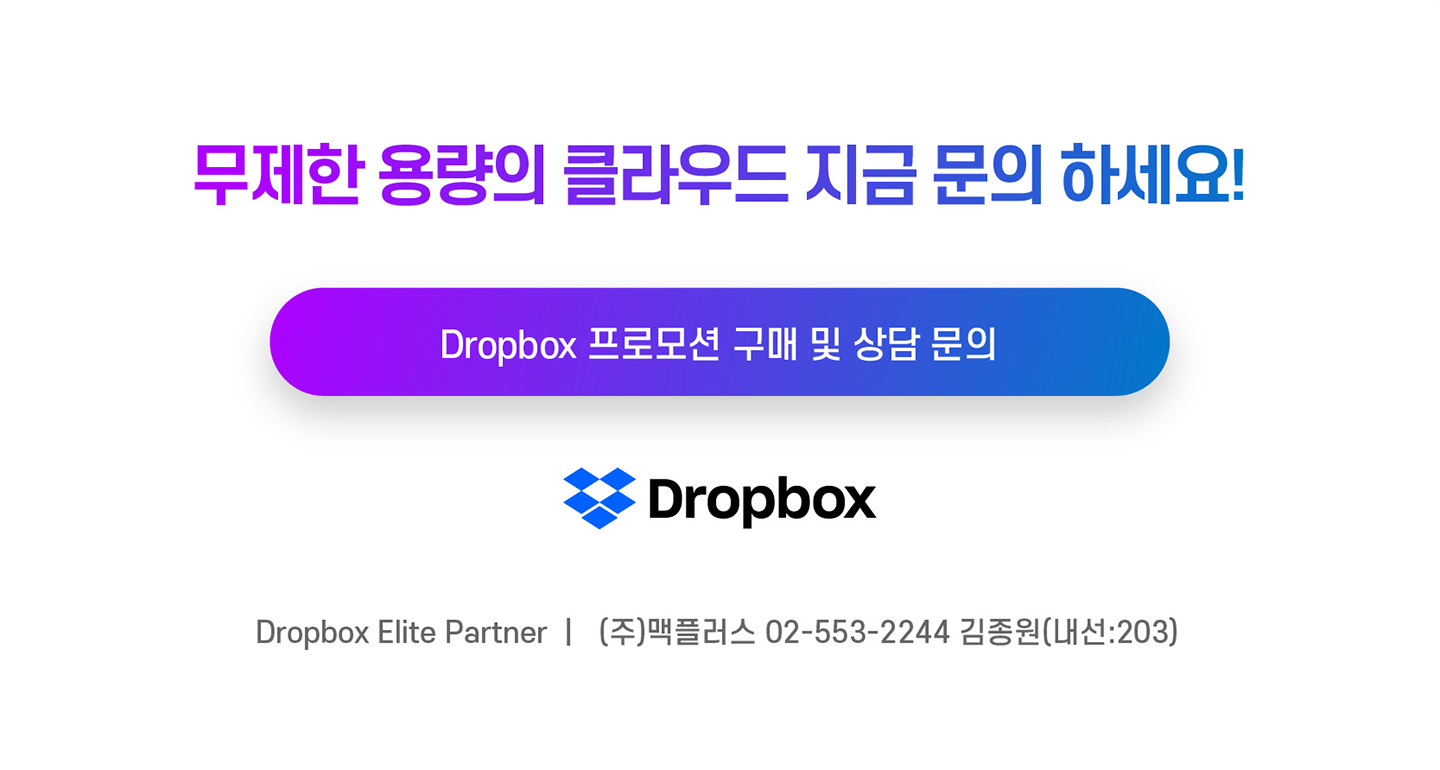 무제한 용량의 클라우드 지금 문의 하세요!
Dropbox 프로모션 구매 및 상담 문의
Dropbox
Dropbox Elite Partner | (주)맥플러스 02-553-2244 김종원(내선:203)